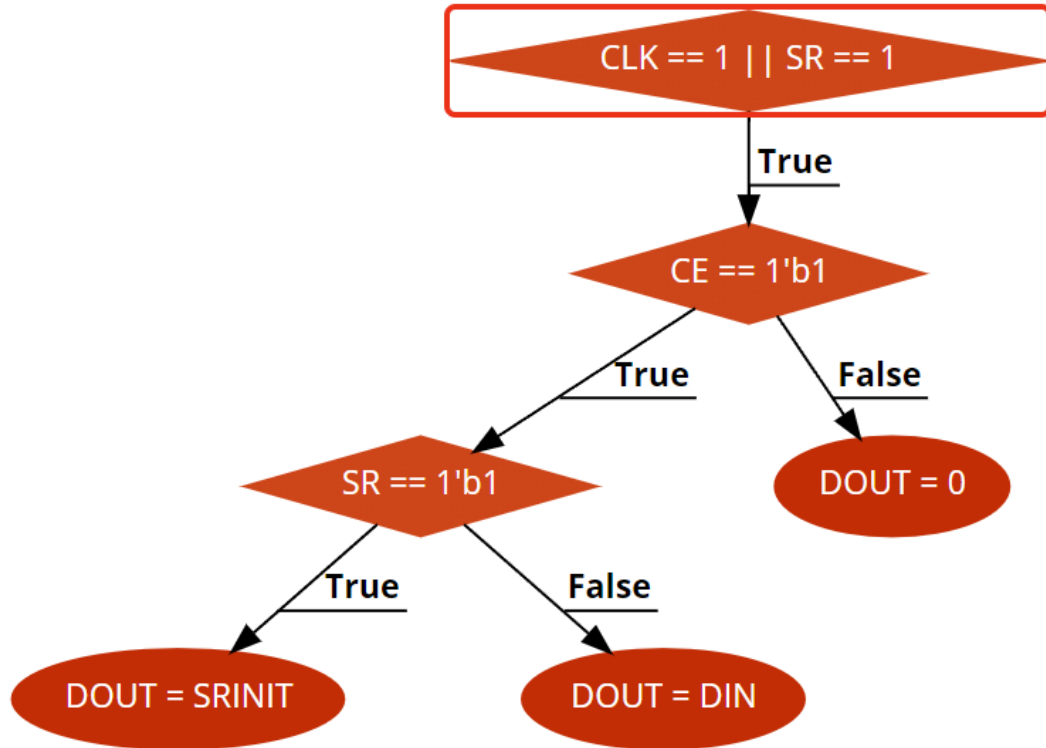 CLK == 1 || SR == 1
True
CE == 1'b1
True
False
SR == 1'b1
DOUT = 0
True
False
DOUT = SRINIT
DOUT = DIN